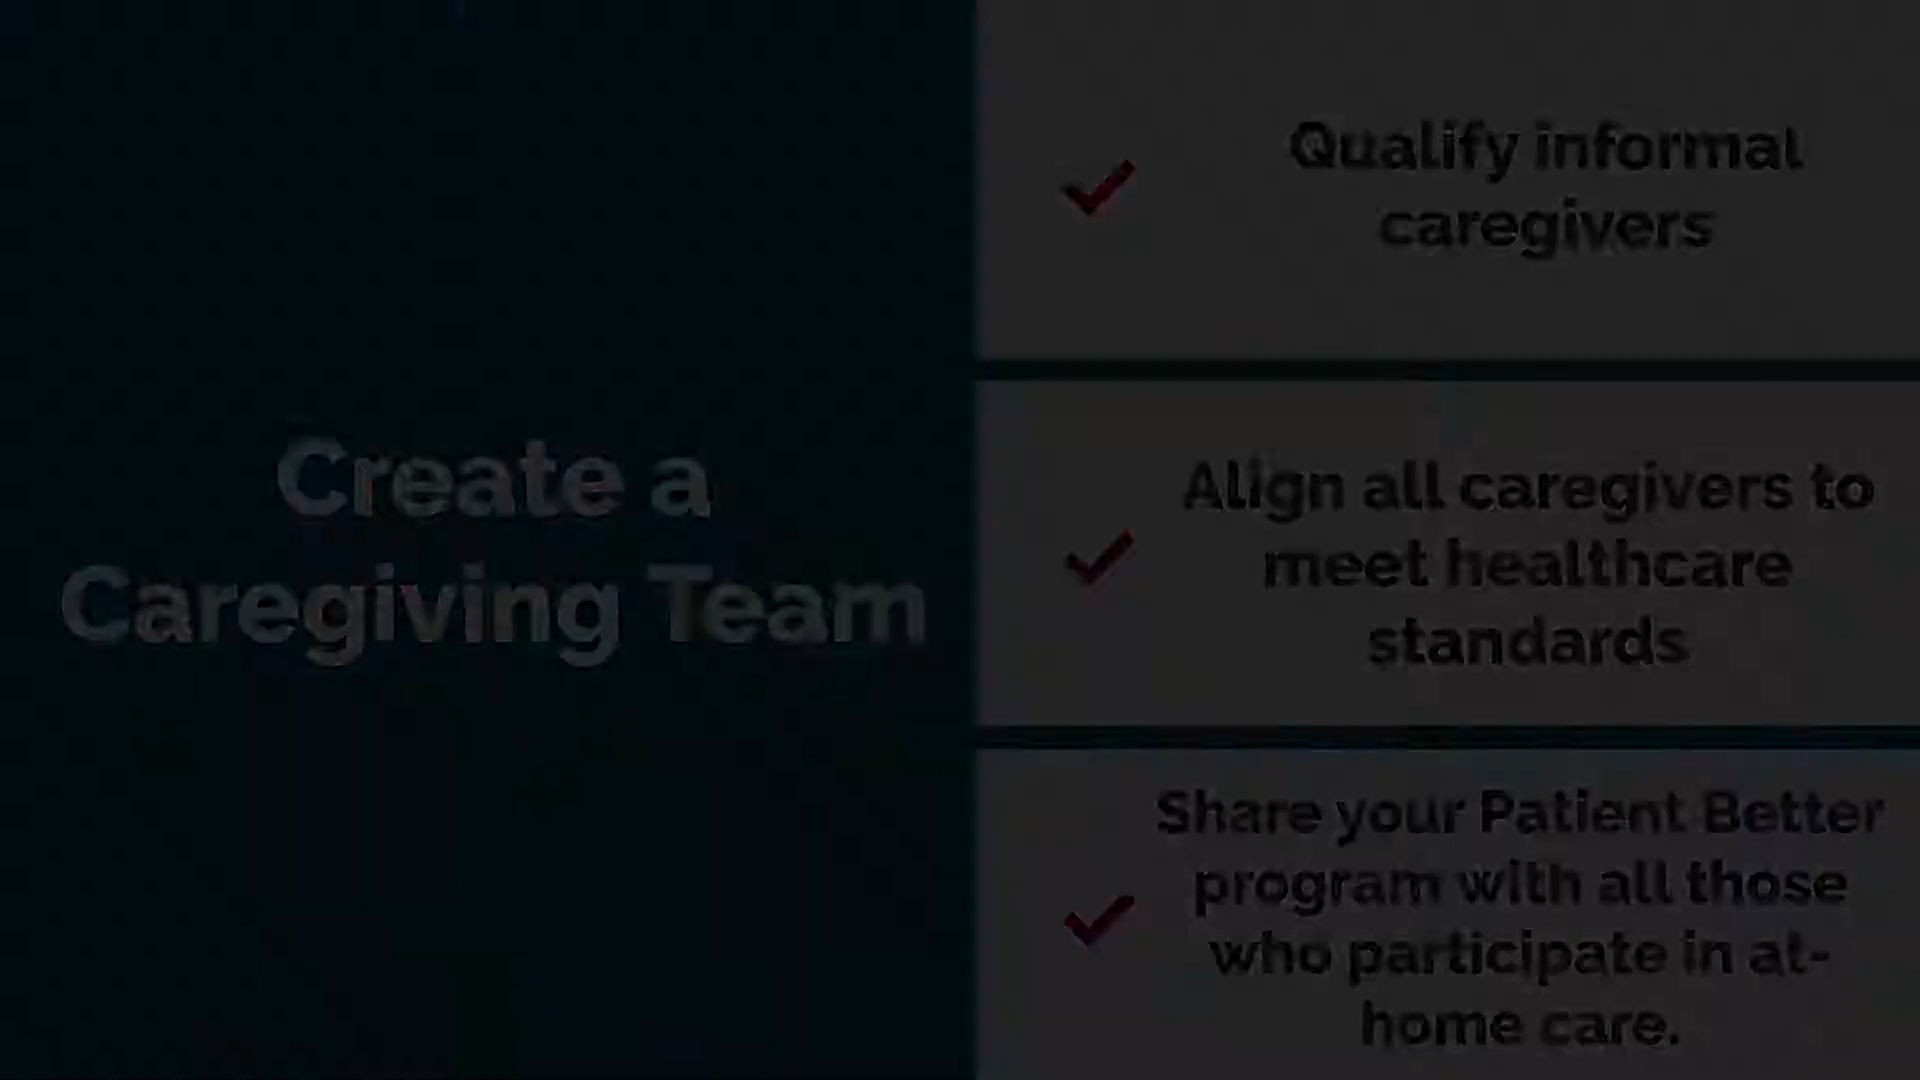 Create a
Caregiving Team
Qualify informal
caregivers
Align all caregivers to
meet healthcare
standards
Share your Patient Better
program with all those
who participate in at-
home care.